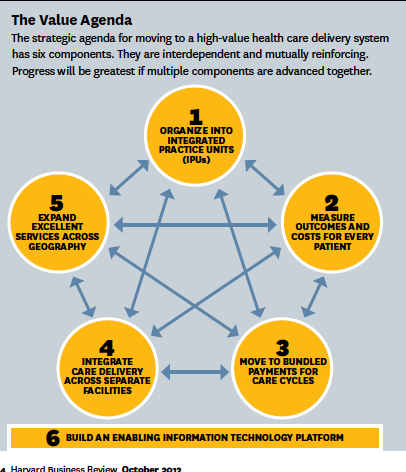 The Value Agenda
The strategic agenda for moving to a high-value health care delivery system
has six components. They are interdependent and mutually reinforcing.
Progress will be greatest if multiple components are advanced together.
1
ORGANIZE INTO
INTEGRATED
PRACTICE UNITS
(IPUs)
2
MEASURE
OUTCOMES AND
COSTS FOR EVERY
PATIENT
3
MOVE TO BUNDLED
PAYMENTS FOR
CARE CYCLES
4
INTEGRATE
CARE DELIVERY
ACROSS SEPARATE
FACILITIES
5
EXPAND
EXCELLENT
SERVICES ACROSS
GEOGRAPHY
6 BUILD AN ENABLING INFORMATION TECHNOLOGY PLATFORM
4 Harvard Business Review October